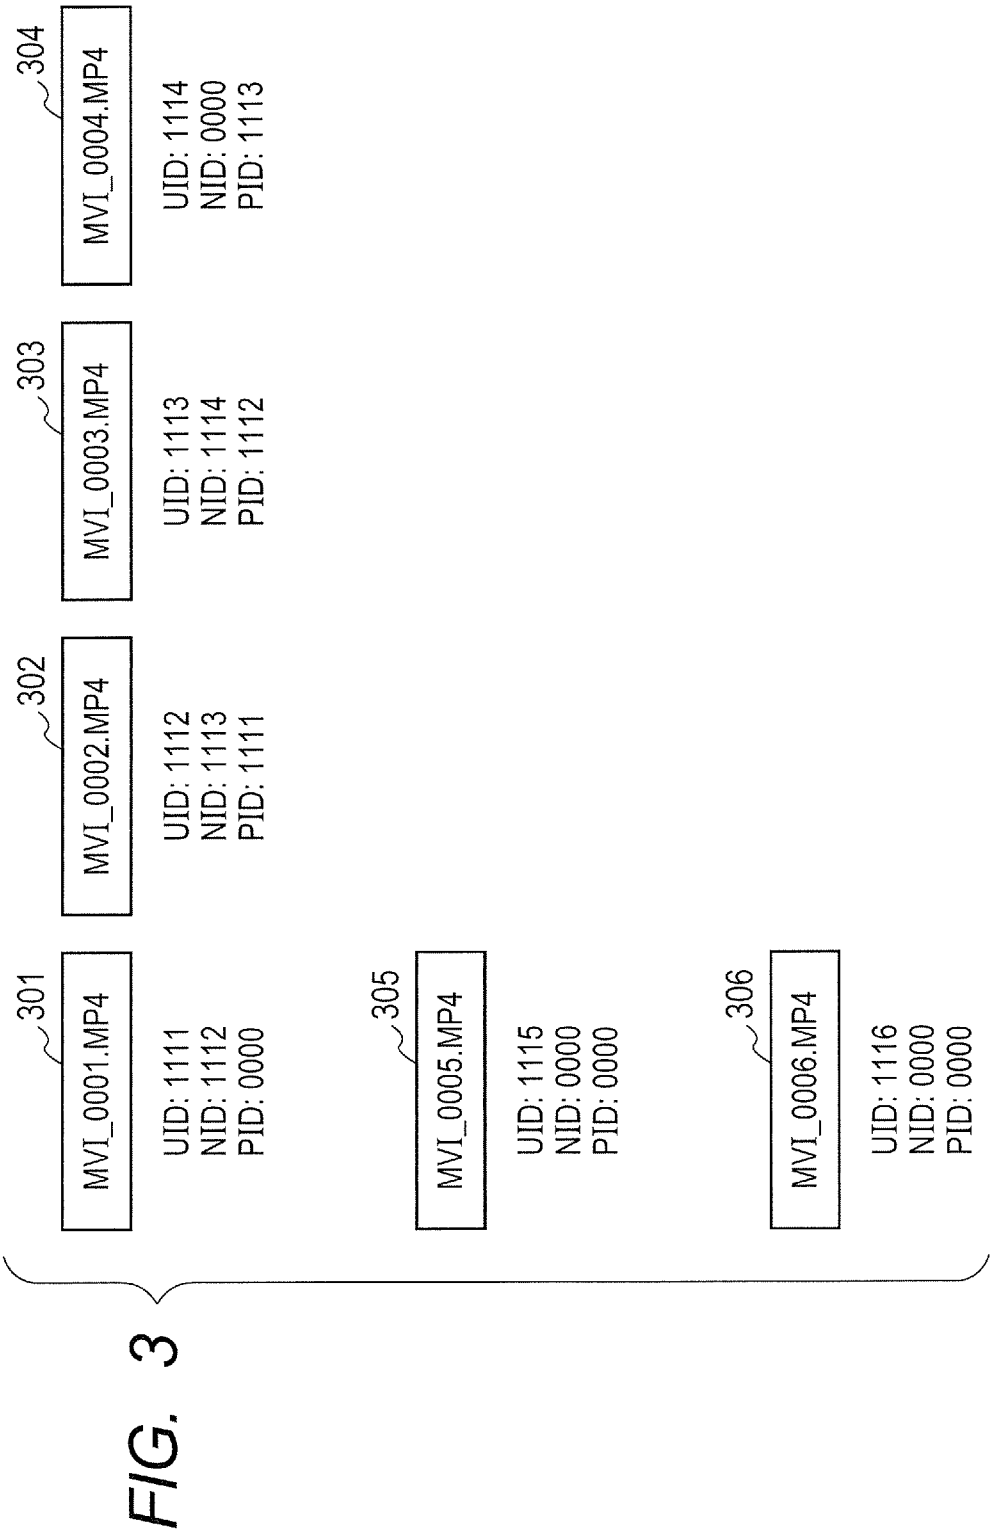 FIG. 3
301
MVI_0001.MP4
UID: 1111
NID: 1112
PID: 0000
302
MVI_0002.MP4
UID: 1112
NID: 1113
PID: 1111
303
MVI_0003.MP4
UID: 1113
NID: 1114
PID: 1112
304
MVI_0004.MP4
UID: 1114
NID: 0000
PID: 1113
305
MVI_0005.MP4
UID: 1115
NID: 0000
PID: 0000
306
MVI_0006.MP4
UID: 1116
NID: 0000
PID: 0000